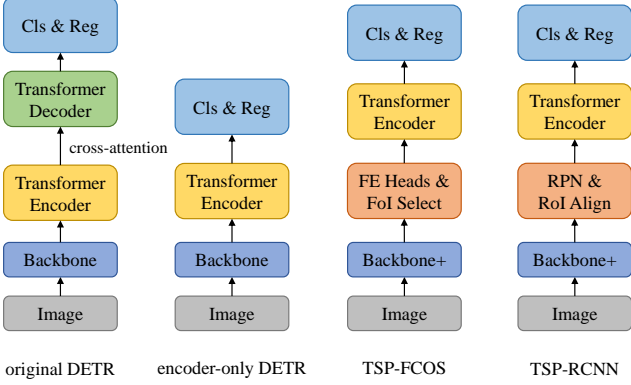 Cls & Reg
Transformer
Decoder
cross-attention
Transformer
Encoder
Backbone
Image
original DETR
Cls & Reg
Transformer
Encoder
Backbone
Image
encoder-only DETR
Cls & Reg
Transformer
Encoder
FE Heads &
FoI Select
Backbone+
Image
TSP-FCOS
Cls & Reg
Transformer
Encoder
RPN &
RoI Align
Backbone+
Image
TSP-RCNN